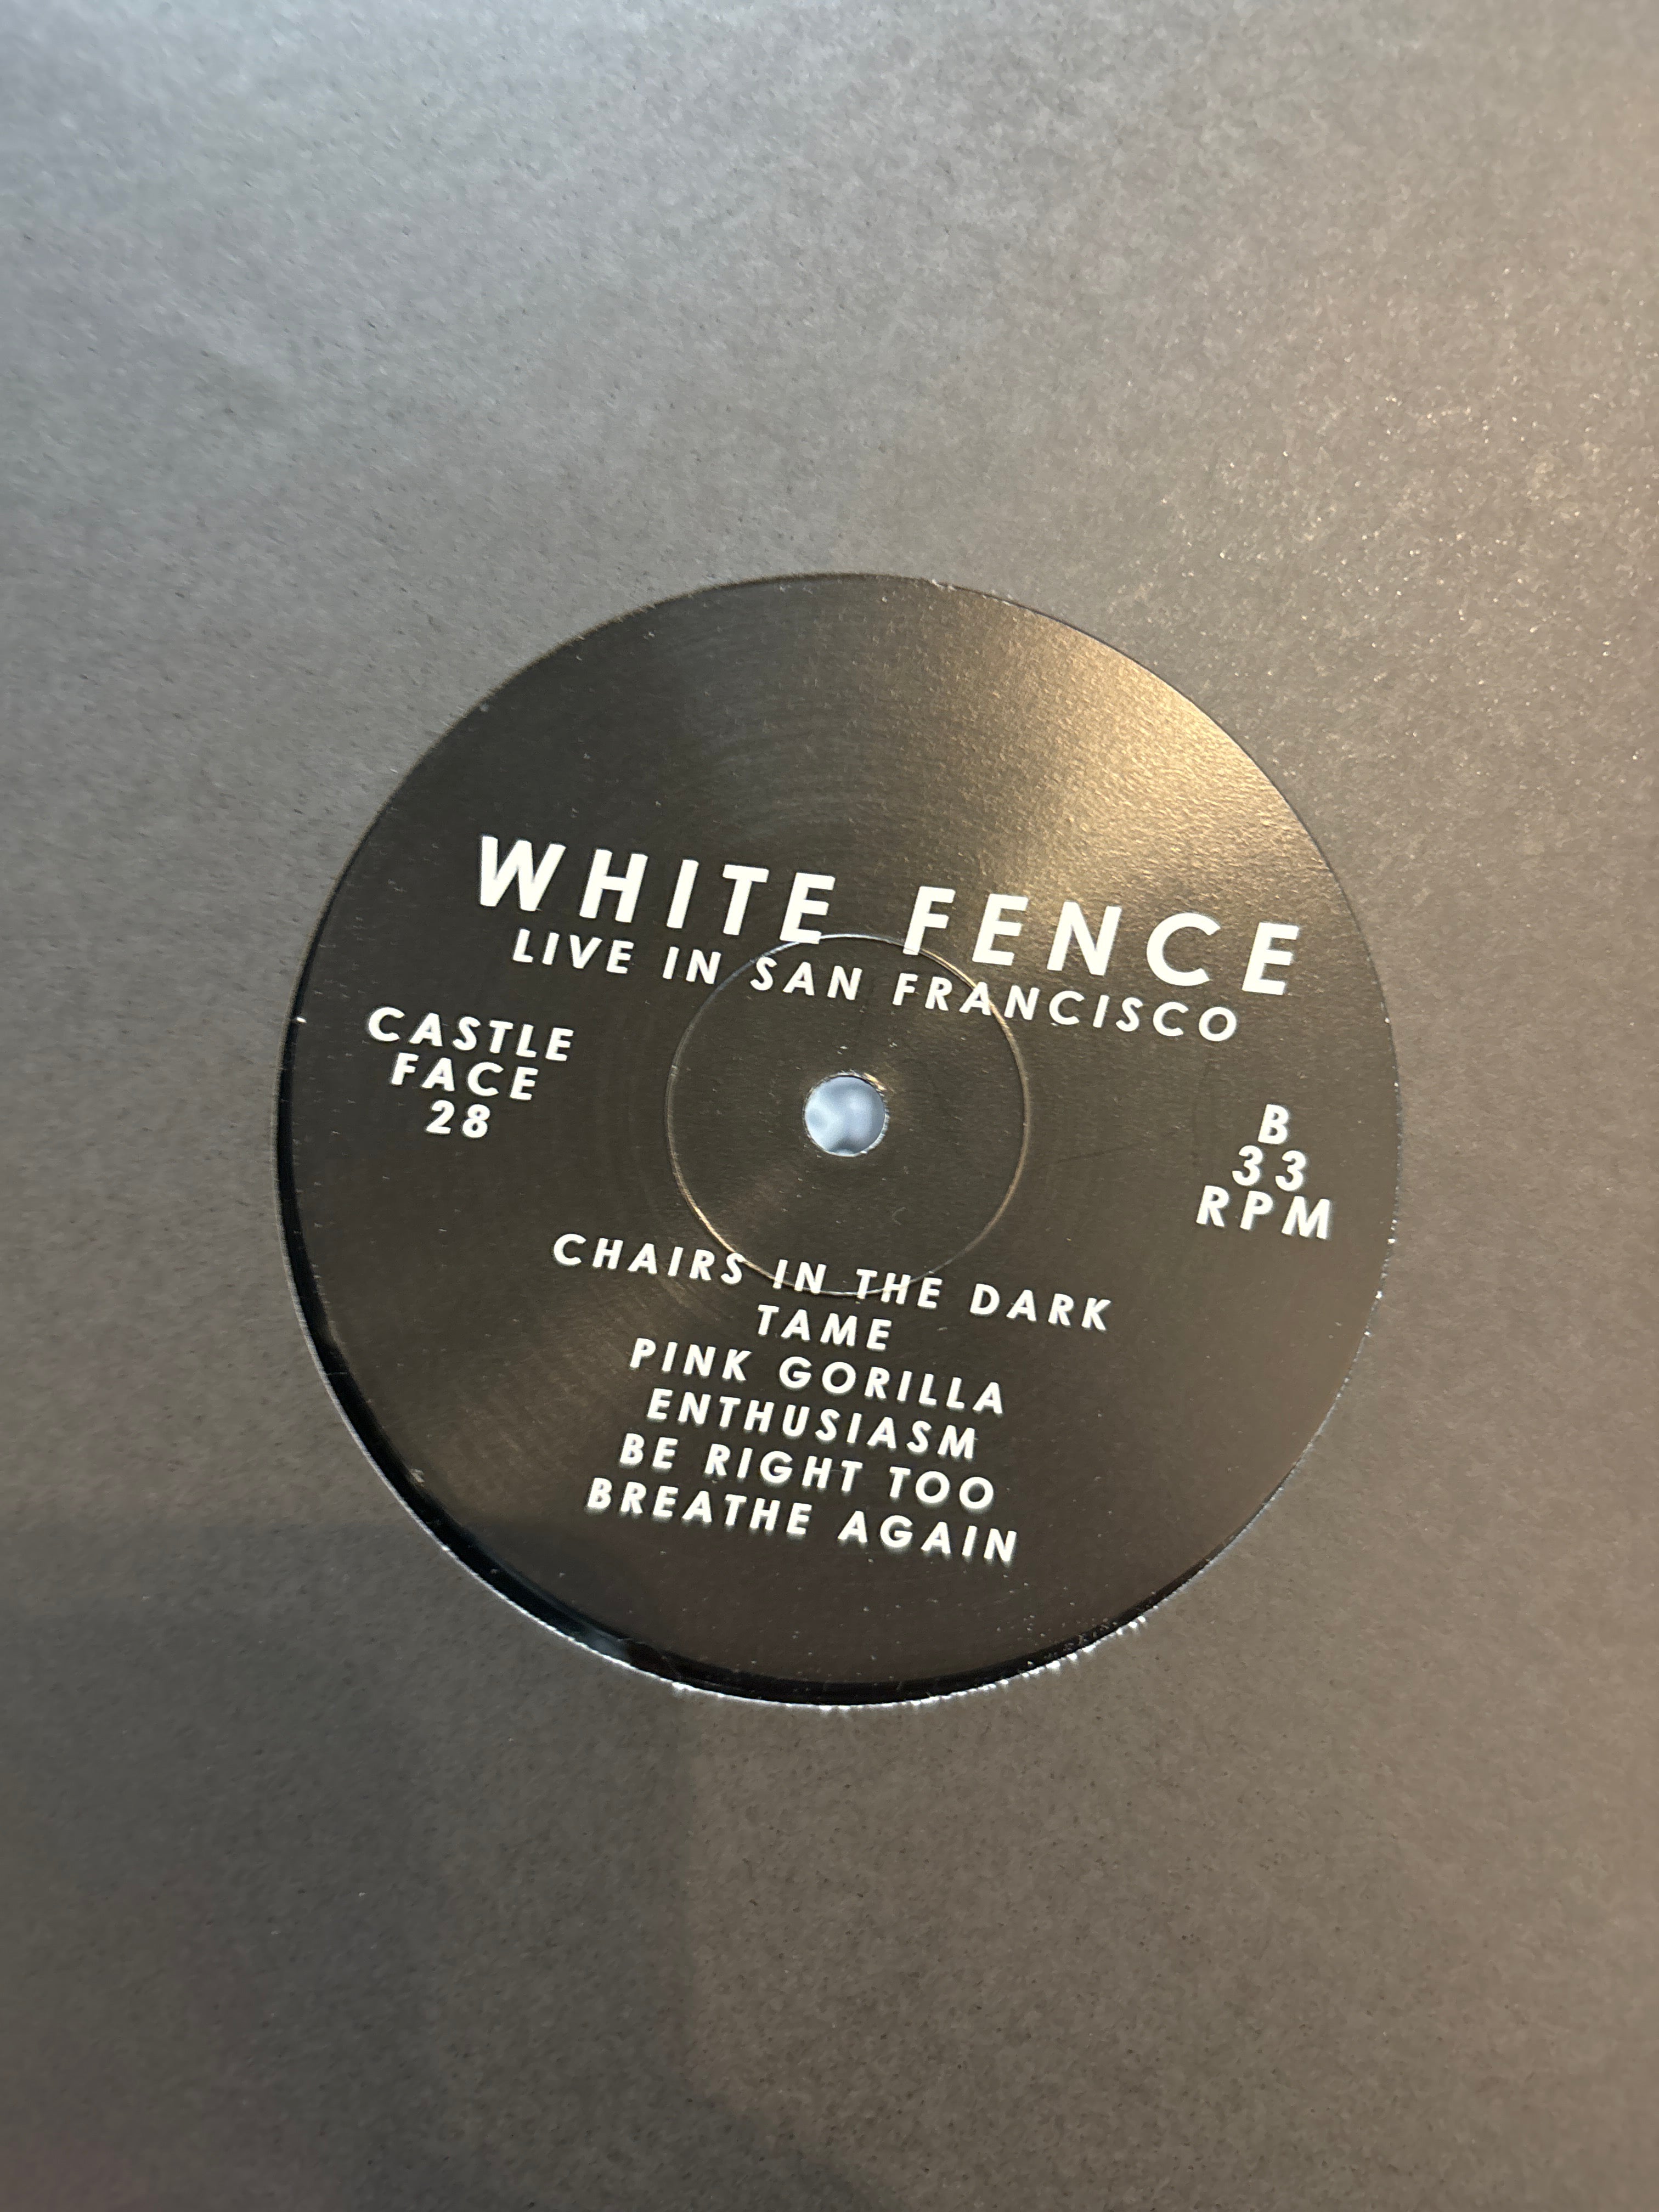 WHITE FENCE
LIVE IN SAN FRANCISCO
CASTLE
FACE
28
B
33
RPM
CHAIRS IN THE DARK
TAME
PINK GORILLA
ENTHUSIASM
BE RIGHT TOO
BREATHE AGAIN